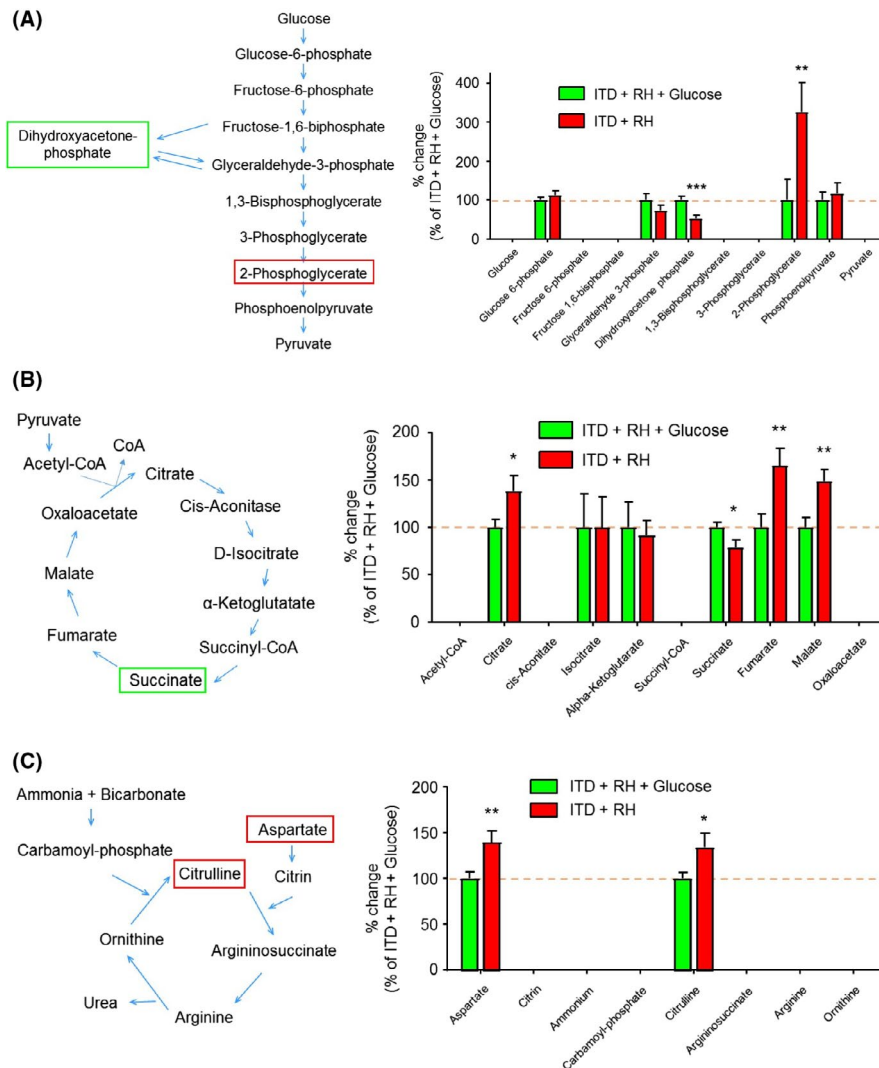 (A)
Glucose
Glucose-6-phosphate
Fructose-6-phosphate
Fructose-1,6-biphosphate
Dihydroxyacetone-
phosphate
Glyceraldehyde-3-phosphate
1,3-Bisphosphoglycerate
3-Phosphoglycerate
2-Phosphoglycerate
Phosphoenolpyruvate
Pyruvate
% change
(% of ITD + RH + Glucose)
400
300
200
100
0
ITD + RH + Glucose
ITD + RH
***
**
Glucose
Glucose 6-phosphate
Fructose 6-phosphate
Fructose 1,6-bisphosphate
Glyceraldehyde 3-phosphate
Dihydroxyacetone phosphate
1,3-Bisphosphoglycerate
3-Phosphoglycerate
2-Phosphoglycerate
Phosphoenolpyruvate
Pyruvate
(B)
Pyruvate
Acetyl-CoA
CoA
Citrate
Oxaloacetate
Cis-Aconitase
D-Isocitrate
Malate
α-Ketoglutatate
Fumarate
Succinyl-CoA
Succinate
% change
(% of ITD + RH + Glucose)
200
150
100
50
0
ITD + RH + Glucose
ITD + RH
*
*
**
**
Acetyl-CoA
Citrate
cis-Aconitate
Isocitrate
Alpha-Ketoglutarate
Succinyl-CoA
Succinate
Fumarate
Malate
Oxaloacetate
(C)
Ammonia + Bicarbonate
Carbamoyl-phosphate
Aspartate
Citrulline
Citrin
Ornithine
Argininosuccinate
Urea
Arginine
% change
(% of ITD + RH + Glucose)
200
150
100
50
0
ITD + RH + Glucose
ITD + RH
**
*
Aspartate
Citrin
Ammonium
Carbamoyl-phosphate
Citrulline
Argininosuccinate
Arginine
Ornithine